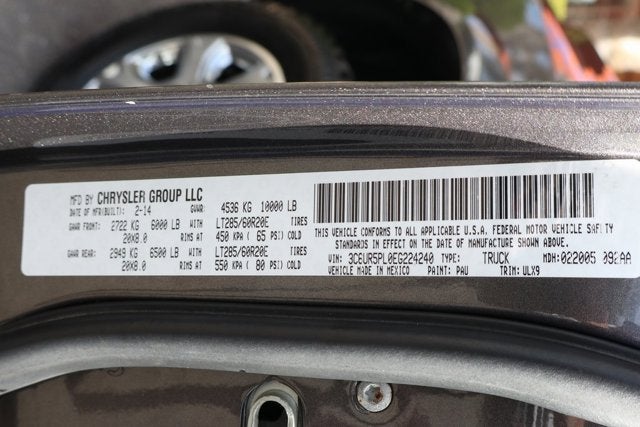 MFD BY CHRYSLER GROUP LLC
DATE OF MFR(BUILT): 2-14 GVWR: 4536 KG 10000 LB
GAWR FRONT: 2722 KG 6000 LB LT285/60R20E TIRES
20X8.0 RIMS AT 450 KPA ( 65 PSI) COLD
GAWR REAR: 2949 KG 6500 LB LT285/60R20E TIRES
20X8.0 RIMS AT 550 KPA ( 80 PSI) COLD
THIS VEHICLE CONFORMS TO ALL APPLICABLE U.S.A. FEDERAL MOTOR VEHICLE SAFETY
STANDARDS IN EFFECT ON THE DATE OF MANUFACTURE SHOWN ABOVE.
VIN: 3C6UR5PL0EG224240 TYPE: TRUCK MDH: 022005 092AA
VEHICLE MADE IN MEXICO PAINT: PAU TRIM: ULX9